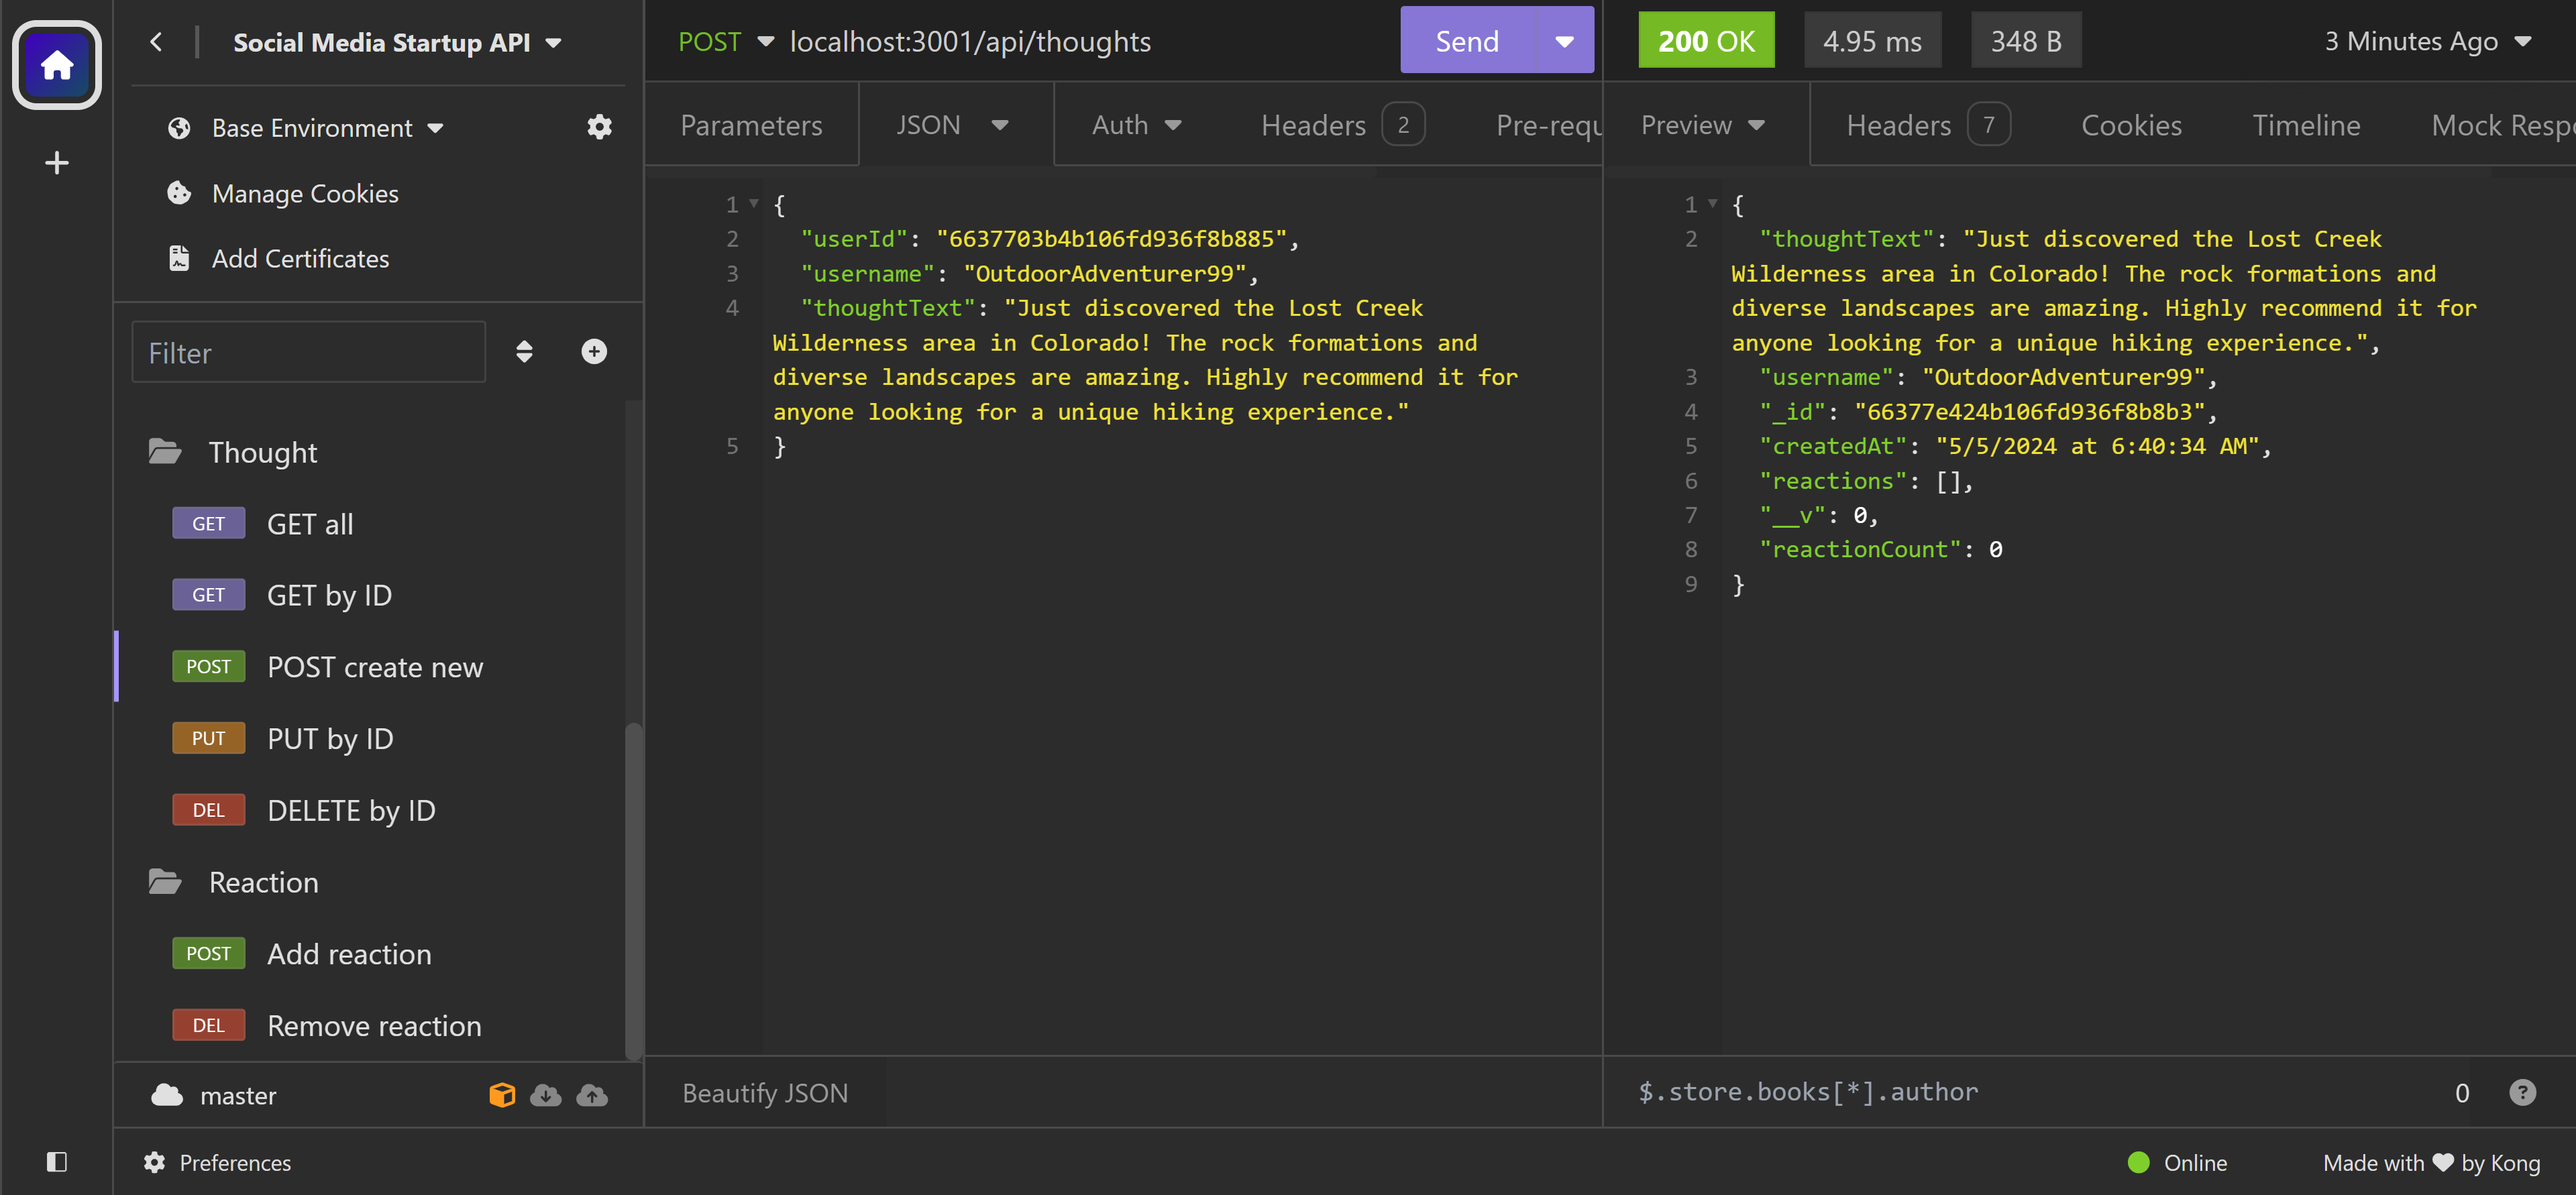 Social Media Startup API
Base Environment
Manage Cookies
Add Certificates
Filter
Thought
GET GET all
GET GET by ID
POST POST create new
PUT PUT by ID
DEL DELETE by ID
Reaction
POST Add reaction
DEL Remove reaction
master
Preferences
POST localhost:3001/api/thoughts
Send
Parameters JSON Auth Headers 2 Pre-requ
1 {
2 "userId": "6637703b4b106fd936f8b885",
3 "username": "OutdoorAdventurer99",
4 "thoughtText": "Just discovered the Lost Creek
Wilderness area in Colorado! The rock formations and
diverse landscapes are amazing. Highly recommend it for
anyone looking for a unique hiking experience."
5 }
Beautify JSON
200 OK 4.95 ms 348 B 3 Minutes Ago
Preview Headers 7 Cookies Timeline Mock Resp
1 {
2 "thoughtText": "Just discovered the Lost Creek
Wilderness area in Colorado! The rock formations and
diverse landscapes are amazing. Highly recommend it for
anyone looking for a unique hiking experience.",
3 "username": "OutdoorAdventurer99",
4 "_id": "66377e424b106fd936f8b8b3",
5 "createdAt": "5/5/2024 at 6:40:34 AM",
6 "reactions": [],
7 "__v": 0,
8 "reactionCount": 0
9 }
$.store.books[*].author 0 ?
Online Made with ♥ by Kong